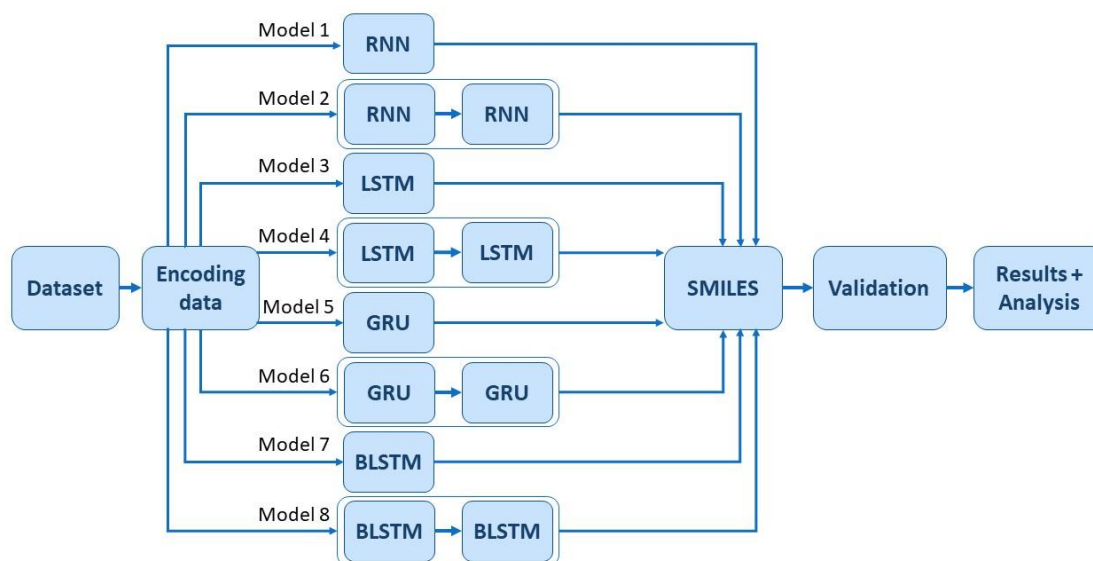 Model 1
RNN
Model 2
RNN
RNN
Model 3
LSTM
Model 4
LSTM
LSTM
Dataset
Encoding
data
SMILES
Validation
Results +
Analysis
Model 5
GRU
Model 6
GRU
GRU
Model 7
BLSTM
Model 8
BLSTM
BLSTM